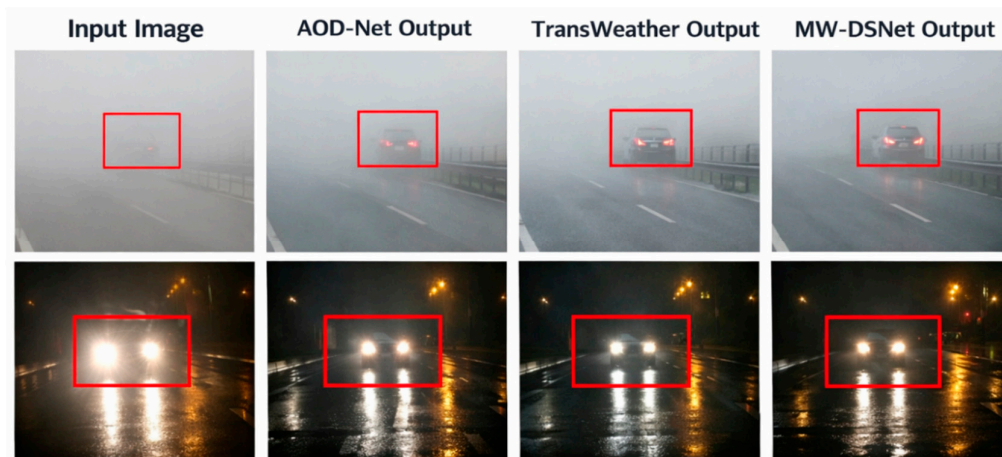 Input Image
AOD-Net Output
TransWeather Output
MW-DSNet Output